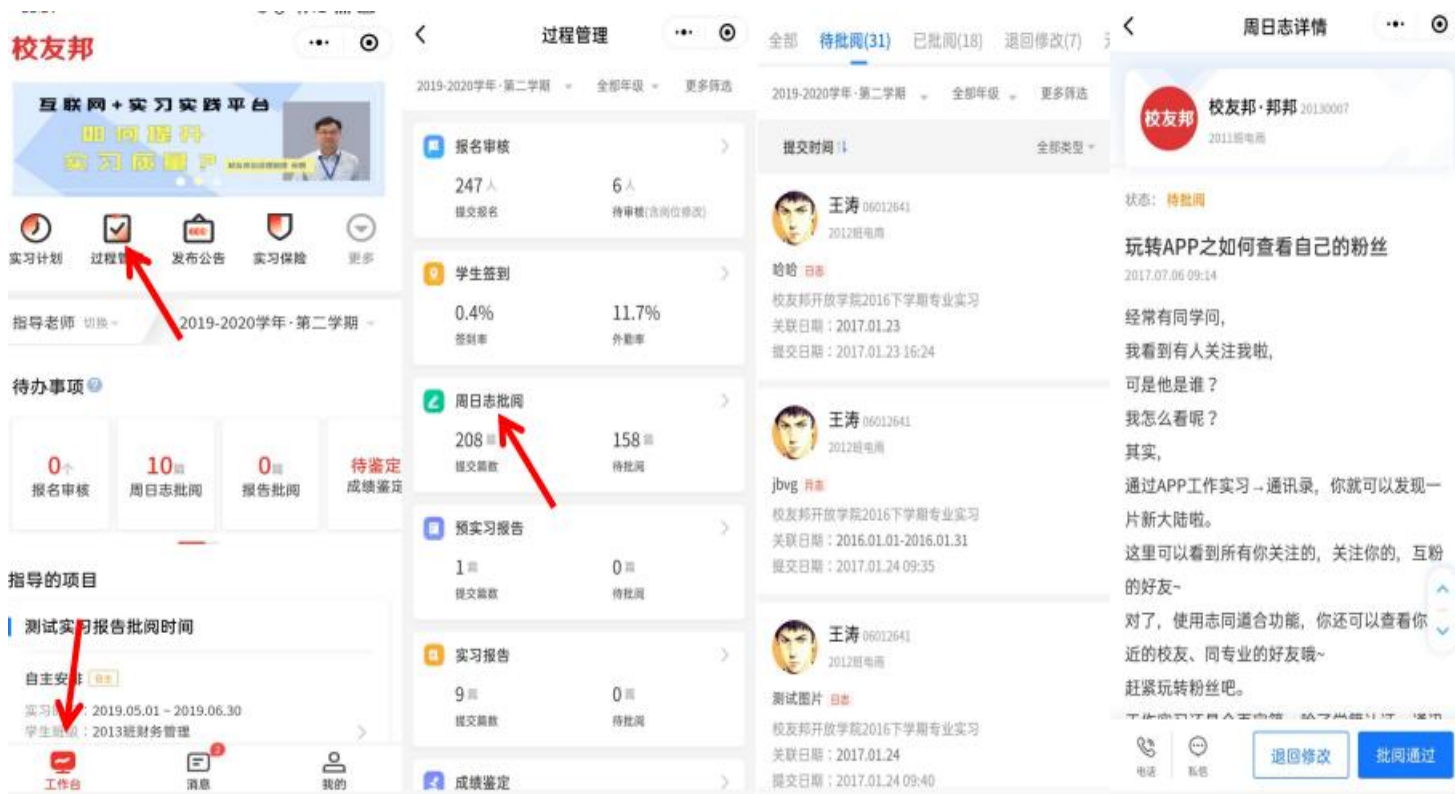 校友邦
互联网+实习实践平台
如何提升
实习质量?
实习计划
过程管
发布公告
实习保险
更多
指导老师 切换
2019-2020学年·第二学期
待办事项
0个
报名审核
10篇
周日志批阅
0篇
报告批阅
待鉴定
成绩鉴定
指导的项目
测试实习报告批阅时间
自主安排 自主
2019.05.01 ~ 2019.06.30
2013班财务管理
工作台
消息
2
我的
过程管理
2019-2020学年·第二学期
全部年级
更多筛选
报名审核
247人
6人
提交报名
待审核(含岗位修改)
学生签到
0.4%
11.7%
签到率
外勤率
周日志批阅
208篇
158篇
提交篇数
待批阅
预实习报告
1篇
0篇
提交篇数
待批阅
实习报告
9篇
0篇
提交篇数
待批阅
成绩鉴定
全部
待批阅(31)
已批阅(18)
退回修改(7)
2019-2020学年·第二学期
全部年级
更多筛选
提交时间
全部类型
王涛 06012641
2012班电商
哈哈 日志
校友邦开放学院2016下学期专业实习
关联日期：2017.01.23
提交日期：2017.01.23 16:24
王涛 06012641
2012班电商
jbvg 月志
校友邦开放学院2016下学期专业实习
关联日期：2016.01.01-2016.01.31
提交日期：2017.01.24 09:35
王涛 06012641
2012班电商
测试图片 日志
校友邦开放学院2016下学期专业实习
关联日期：2017.01.24
提交日期：2017.01.24 09:40
周日志详情
校友邦
校友邦·邦邦 20130007
2011班电商
状态： 待批阅
玩转APP之如何查看自己的粉丝
2017.07.06 09:14
经常有同学问,
我看到有人关注我啦,
可是他是谁？
我怎么看呢？
其实,
通过APP工作实习→通讯录，你就可以发现一
片新大陆啦。
这里可以看到所有你关注的，关注你的，互粉
的好友~
对了，使用志同道合功能，你还可以查看你
近的校友、同专业的好友哦~
赶紧玩转粉丝吧。
电话
私信
退回修改
批阅通过